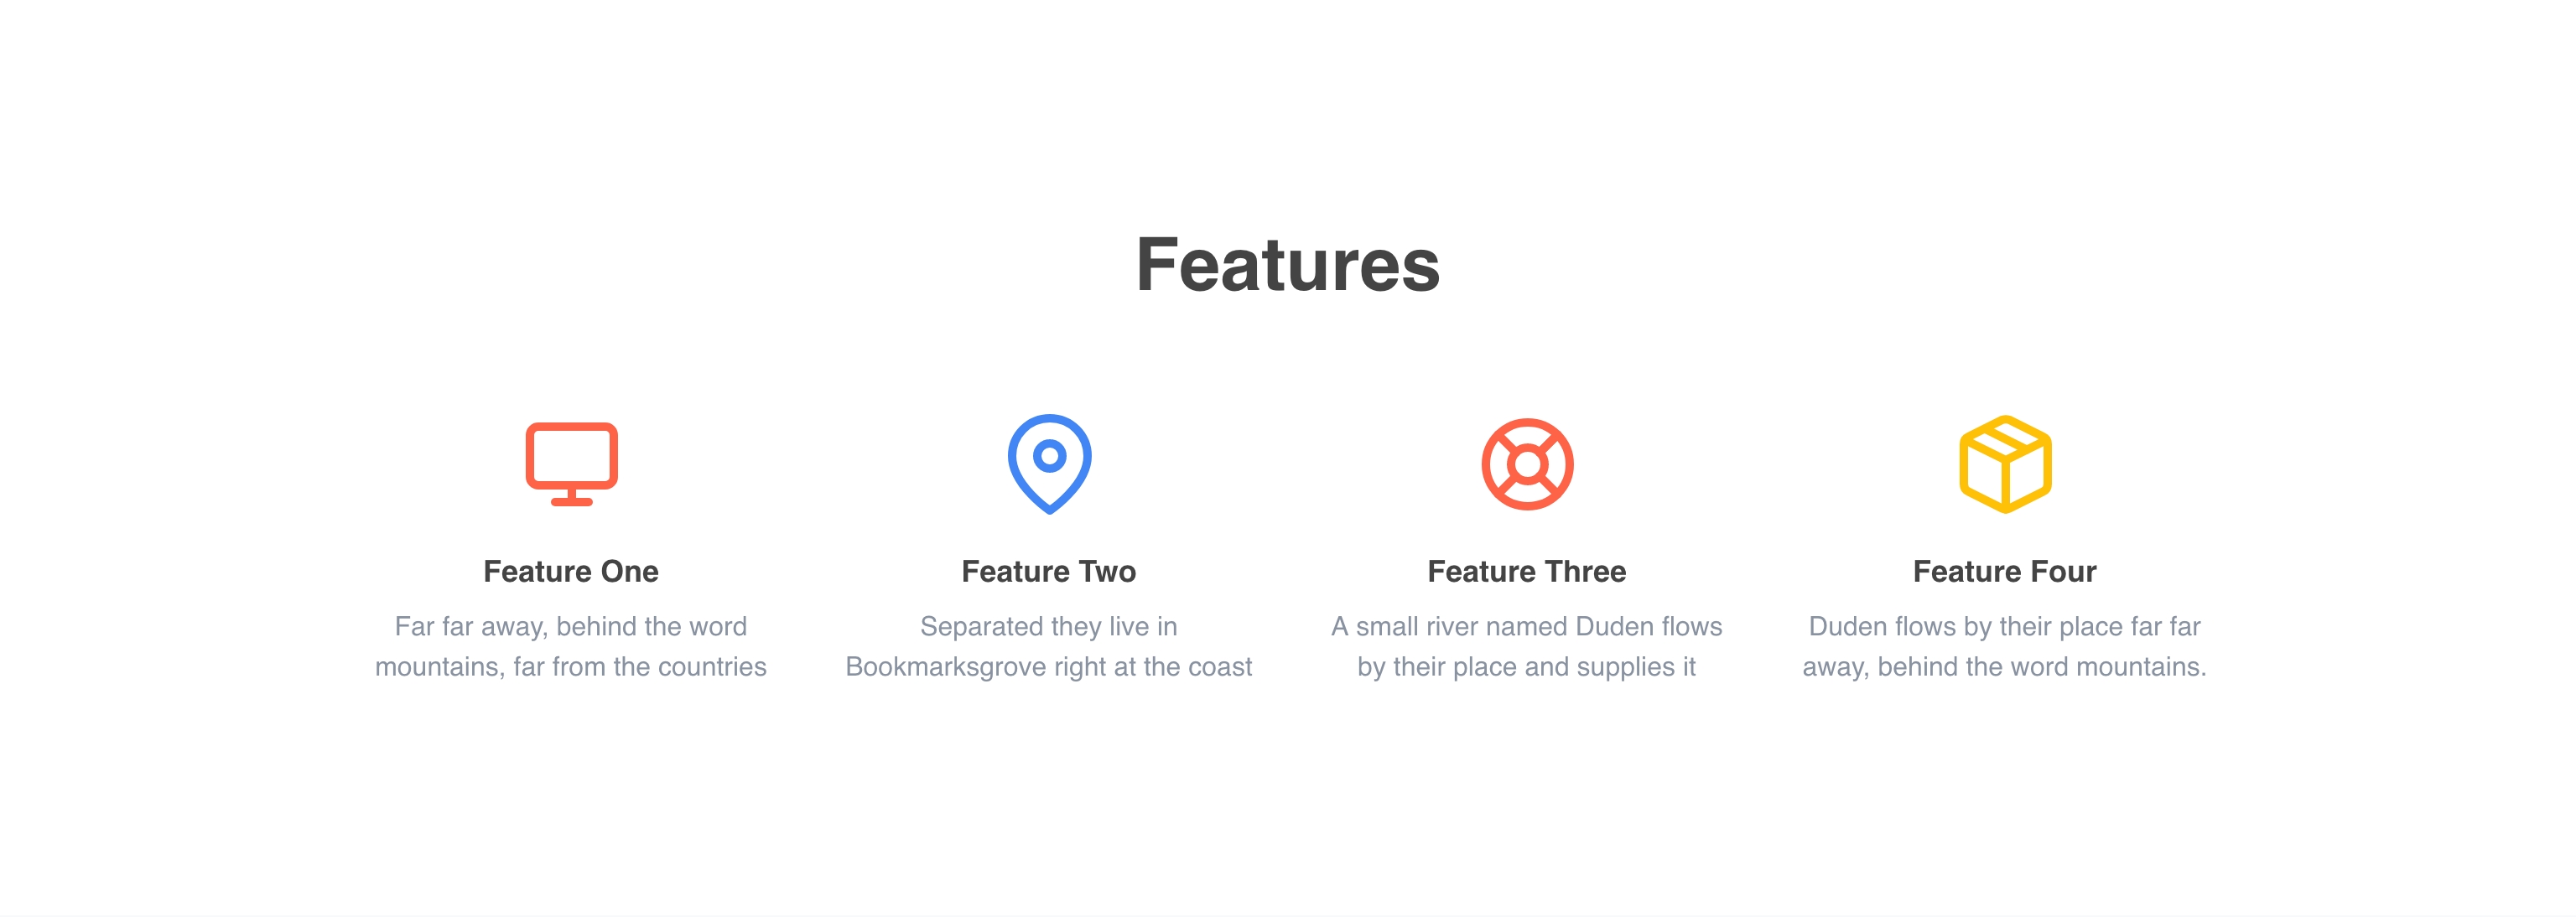 Features
Feature One
Far far away, behind the word
mountains, far from the countries
Feature Two
Separated they live in
Bookmarksgrove right at the coast
Feature Three
A small river named Duden flows
by their place and supplies it
Feature Four
Duden flows by their place far far
away, behind the word mountains.